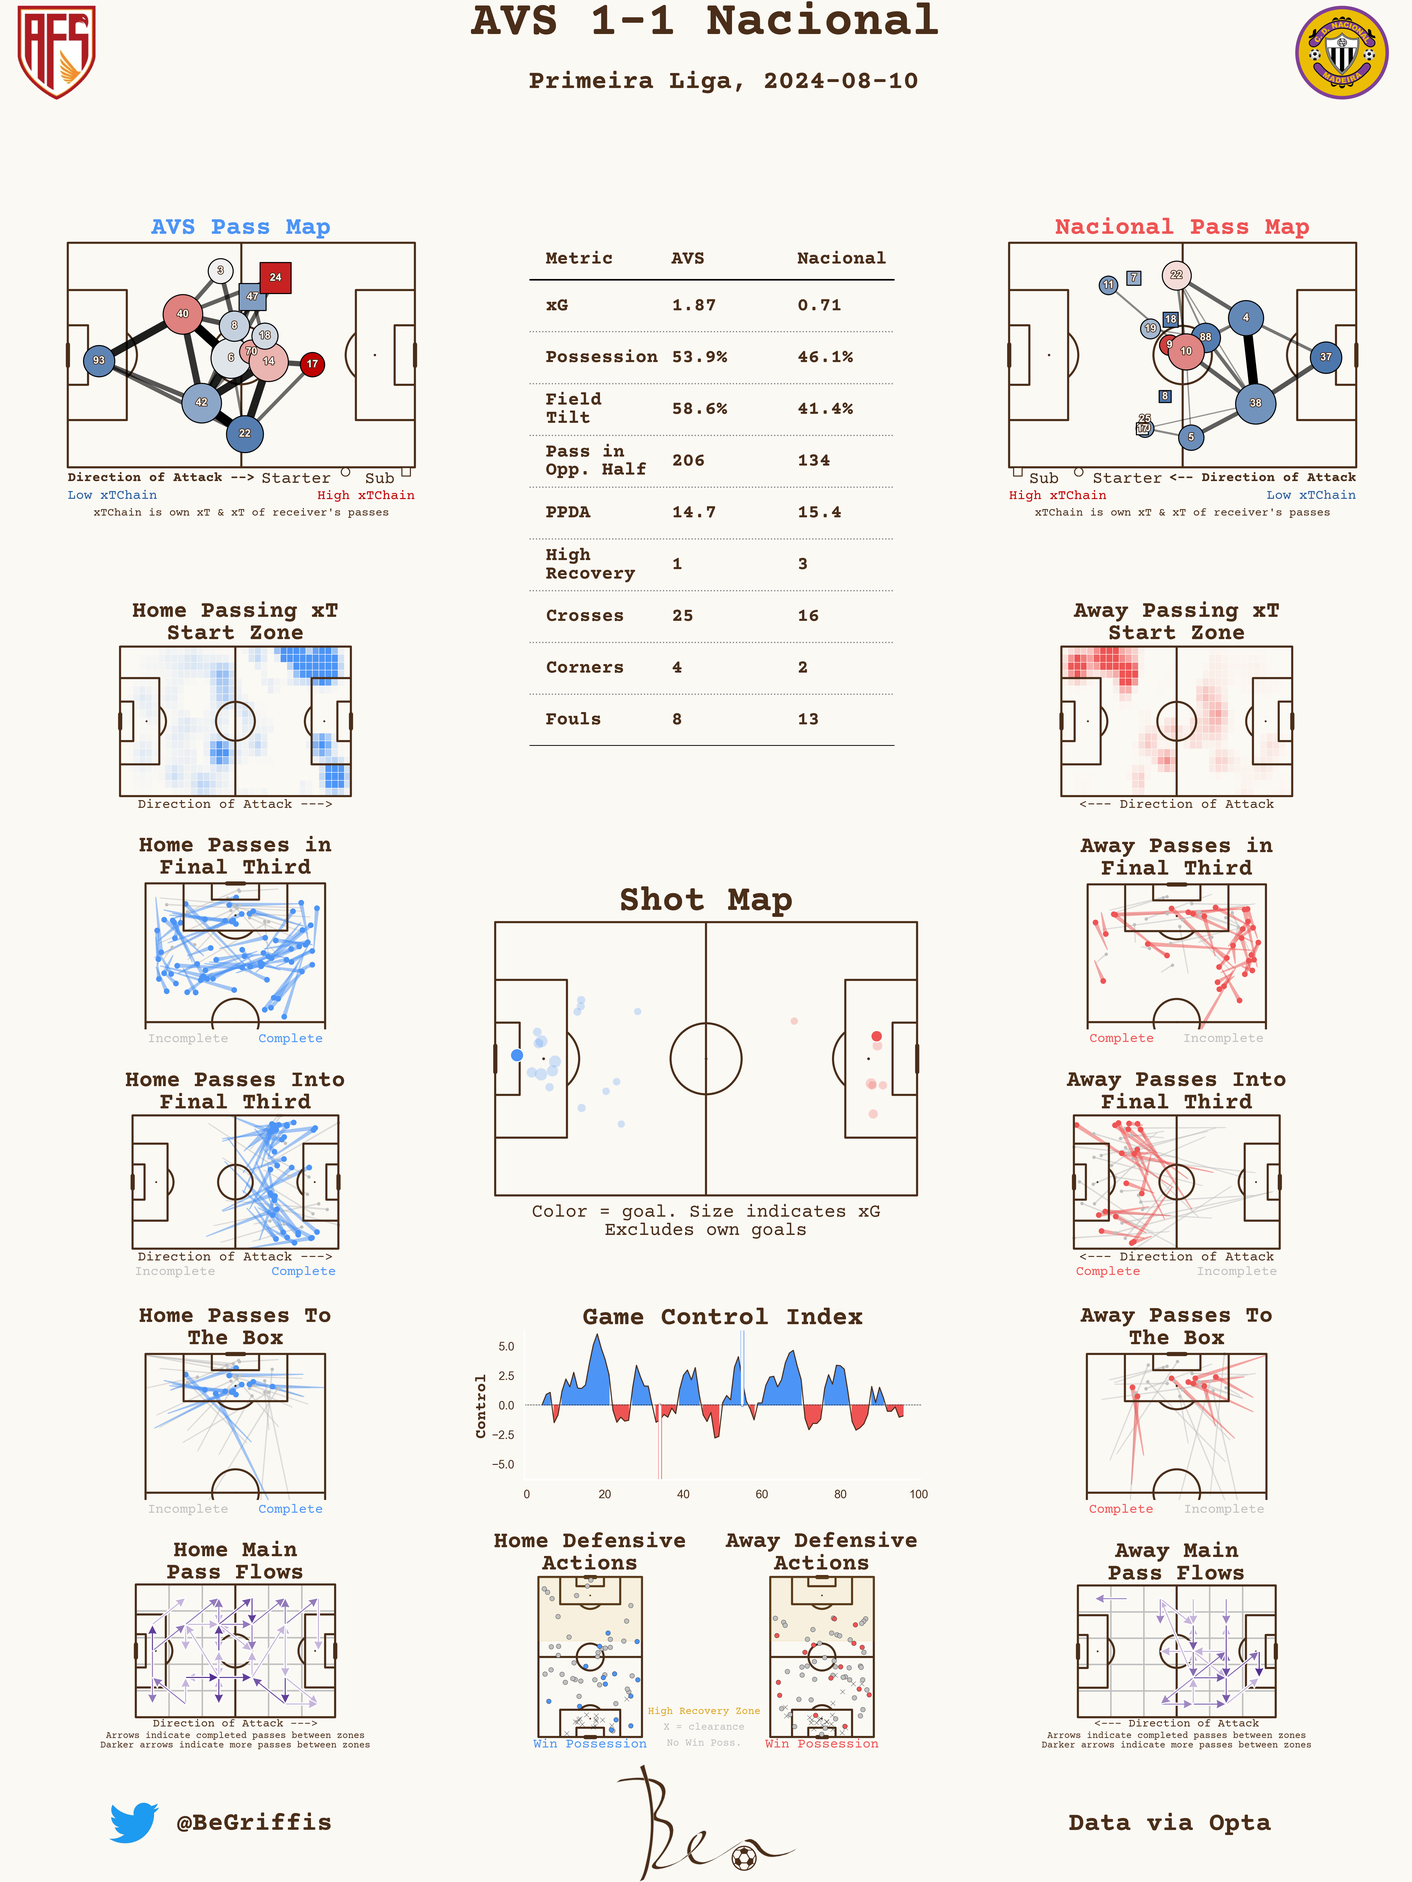 AVS 1-1 Nacional
Primeira Liga, 2024-08-10
AFS
C.D. NACIONAL
MADEIRA
AVS Pass Map
3
24
47
40
8
18
93
6
70
14
17
42
22
Direction of Attack --> Starter Sub
Low xTChain High xTChain
xTChain is own xT & xT of receiver's passes
Metric AVS Nacional
xG 1.87 0.71
Possession 53.9% 46.1%
Field
Tilt 58.6% 41.4%
Pass in
Opp. Half 206 134
PPDA 14.7 15.4
High
Recovery 1 3
Crosses 25 16
Corners 4 2
Fouls 8 13
Nacional Pass Map
11
7
22
18
19
4
88
9
10
37
8
38
25
17
5
Sub Starter <-- Direction of Attack
High xTChain Low xTChain
xTChain is own xT & xT of receiver's passes
Home Passing xT
Start Zone
Direction of Attack --->
Away Passing xT
Start Zone
<--- Direction of Attack
Home Passes in
Final Third
Incomplete Complete
Away Passes in
Final Third
Complete Incomplete
Shot Map
Color = goal. Size indicates xG
Excludes own goals
Home Passes Into
Final Third
Direction of Attack --->
Incomplete Complete
Away Passes Into
Final Third
<--- Direction of Attack
Complete Incomplete
Home Passes To
The Box
Incomplete Complete
Game Control Index
Control
5.0
2.5
0.0
−2.5
−5.0
0 20 40 60 80 100
Away Passes To
The Box
Complete Incomplete
Home Main
Pass Flows
Direction of Attack --->
Arrows indicate completed passes between zones
Darker arrows indicate more passes between zones
Home Defensive
Actions
Win Possession
Away Defensive
Actions
Win Possession
High Recovery Zone
X = clearance
No Win Poss.
Away Main
Pass Flows
<--- Direction of Attack
Arrows indicate completed passes between zones
Darker arrows indicate more passes between zones
@BeGriffis
Ben
Data via Opta